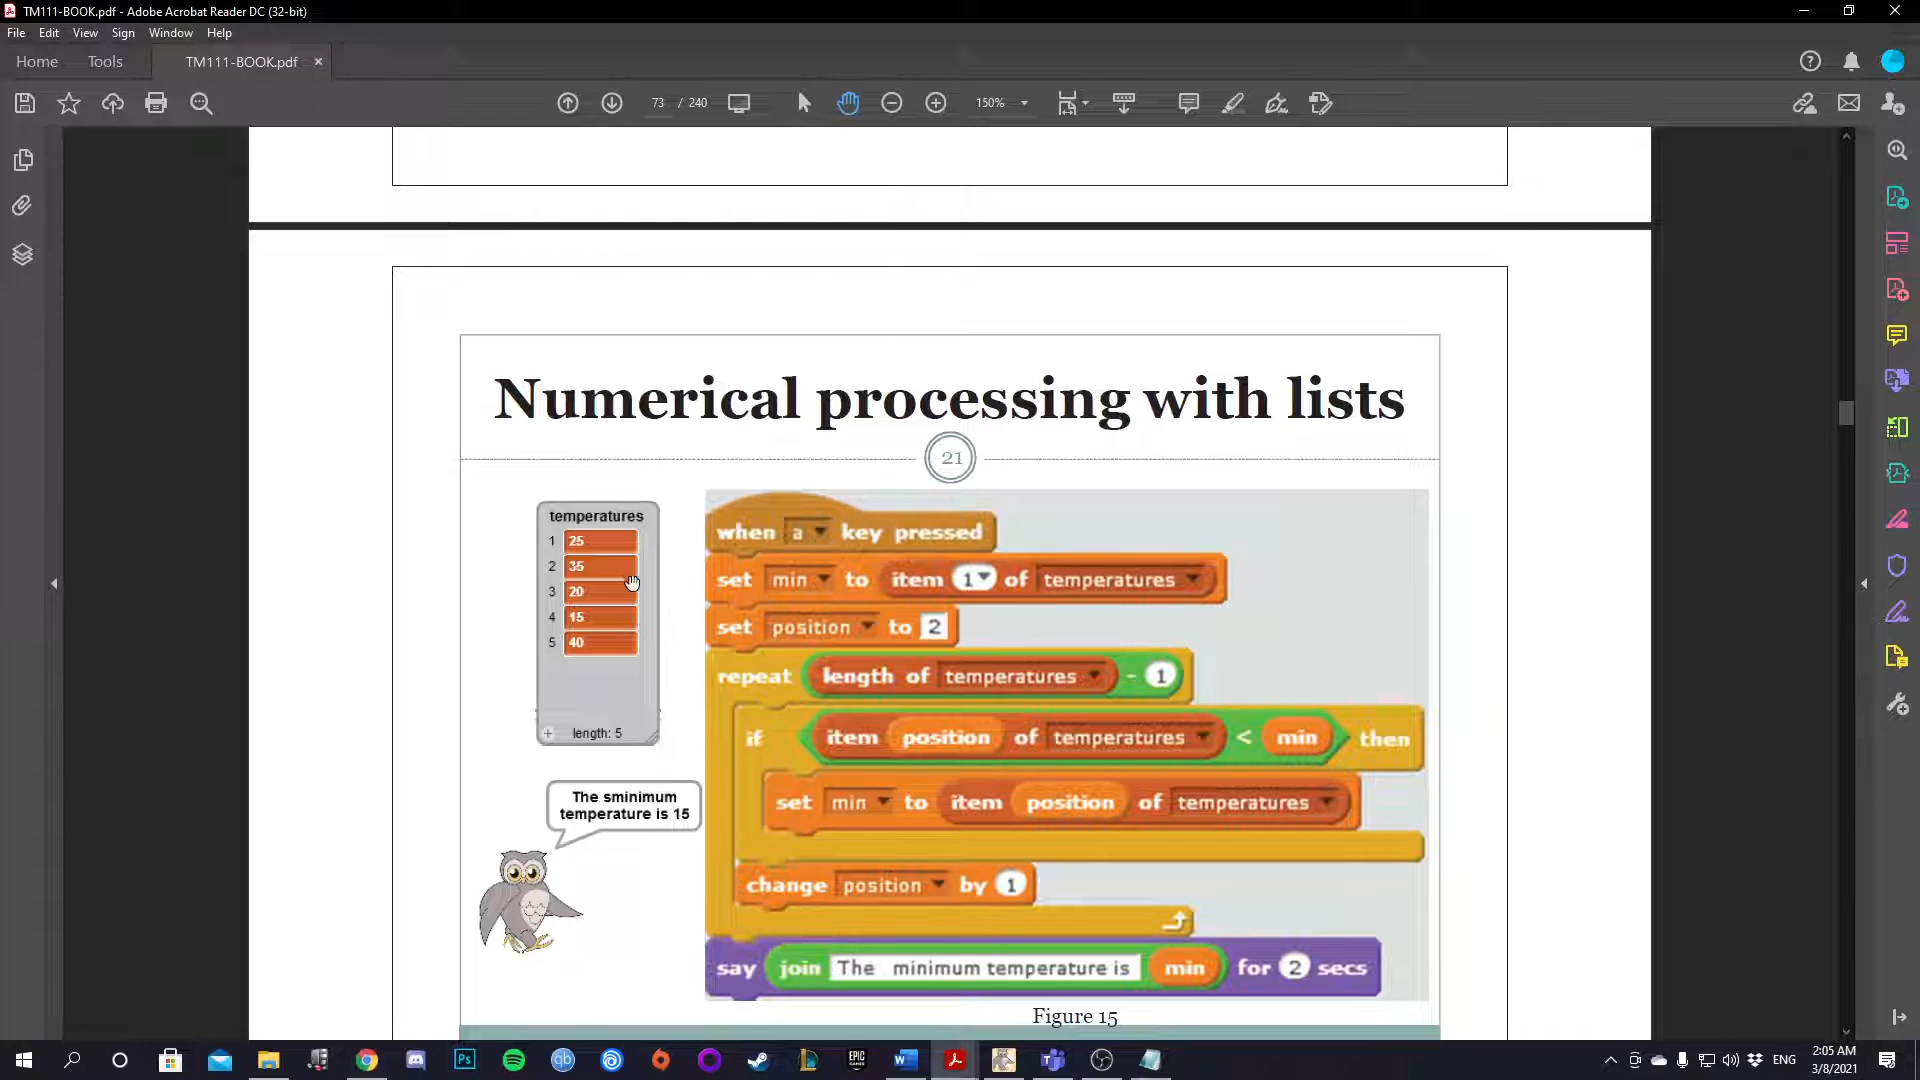 TM111-BOOK.pdf - Adobe Acrobat Reader DC (32-bit)
File Edit View Sign Window Help
Home Tools TM111-BOOK.pdf ×
73 / 240 150%
Numerical processing with lists
21
temperatures
1 25
2 35
3 20
4 15
5 40
+ length: 5
The sminimum
temperature is 15
when a key pressed
set min to item 1 of temperatures
set position to 2
repeat length of temperatures - 1
if item position of temperatures < min then
set min to item position of temperatures
change position by 1
say join The minimum temperature is min for 2 secs
Figure 15
Ps
qb
EPIC
GAMES
ENG
2:05 AM
3/8/2021